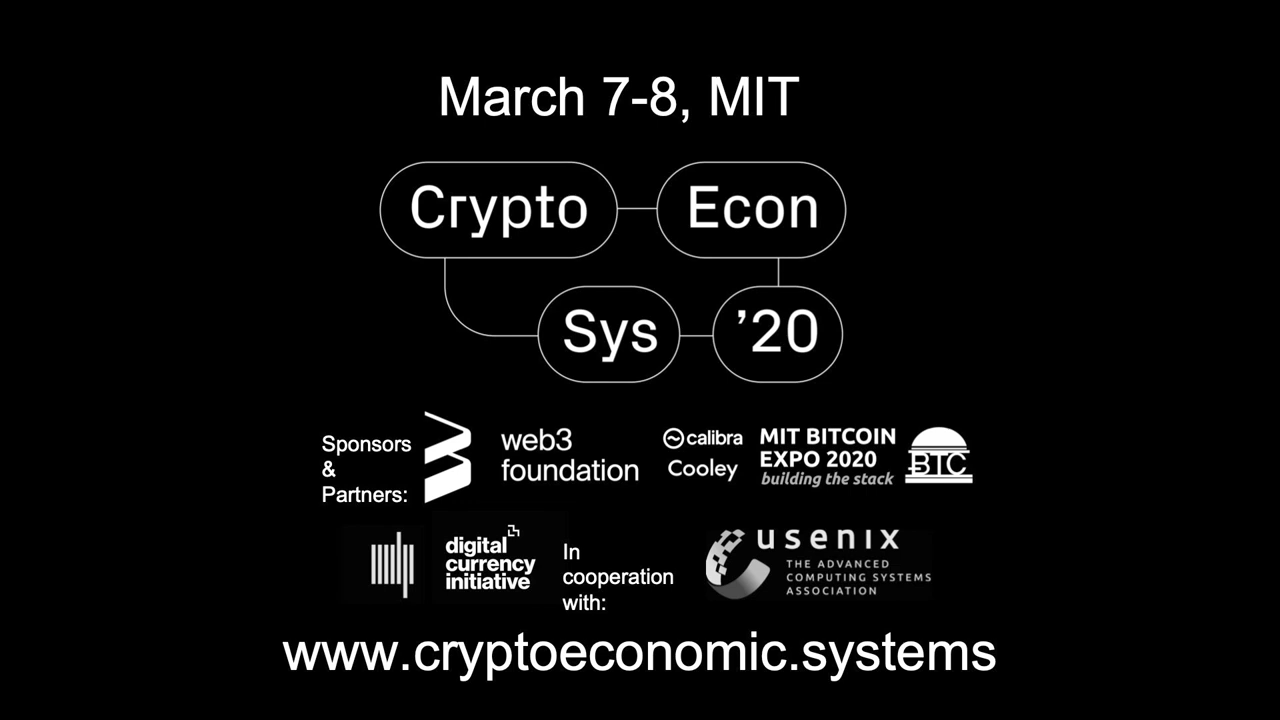 March 7-8, MIT
Crypto Econ
Sys ’20
Sponsors
&
Partners:
web3
foundation
calibra
Cooley
MIT BITCOIN
EXPO 2020
building the stack
BTC
digital
currency
initiative
In
cooperation
with:
usenix
THE ADVANCED
COMPUTING SYSTEMS
ASSOCIATION
www.cryptoeconomic.systems